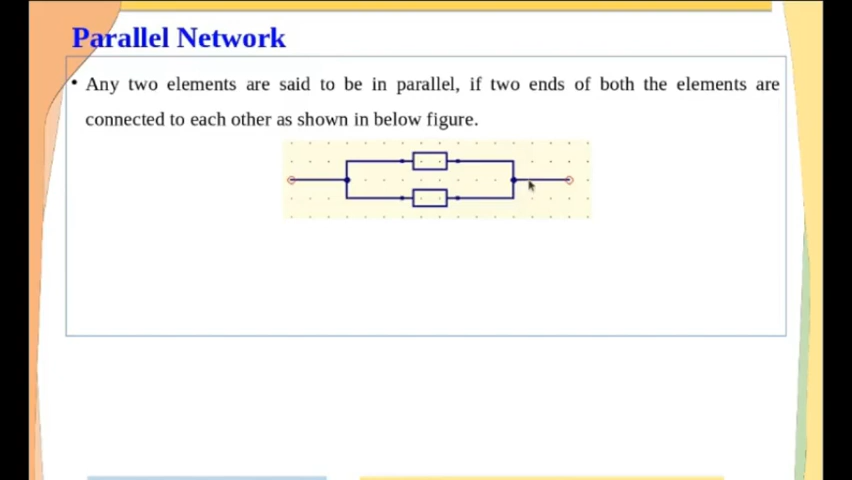 Parallel Network
• Any two elements are said to be in parallel, if two ends of both the elements are
connected to each other as shown in below figure.